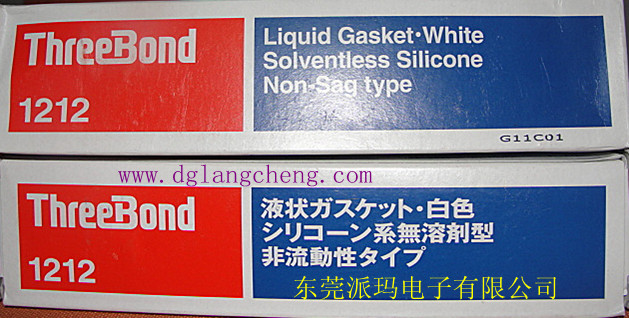 ThreeBond
1212
Liquid Gasket・White
Solventless Silicone
Non-Sag type
G11C01
www.dglangcheng.com
ThreeBond
1212
液状ガスケット・白色
シリコーン系無溶剤型
非流動性タイプ
东莞派玛电子有限公司